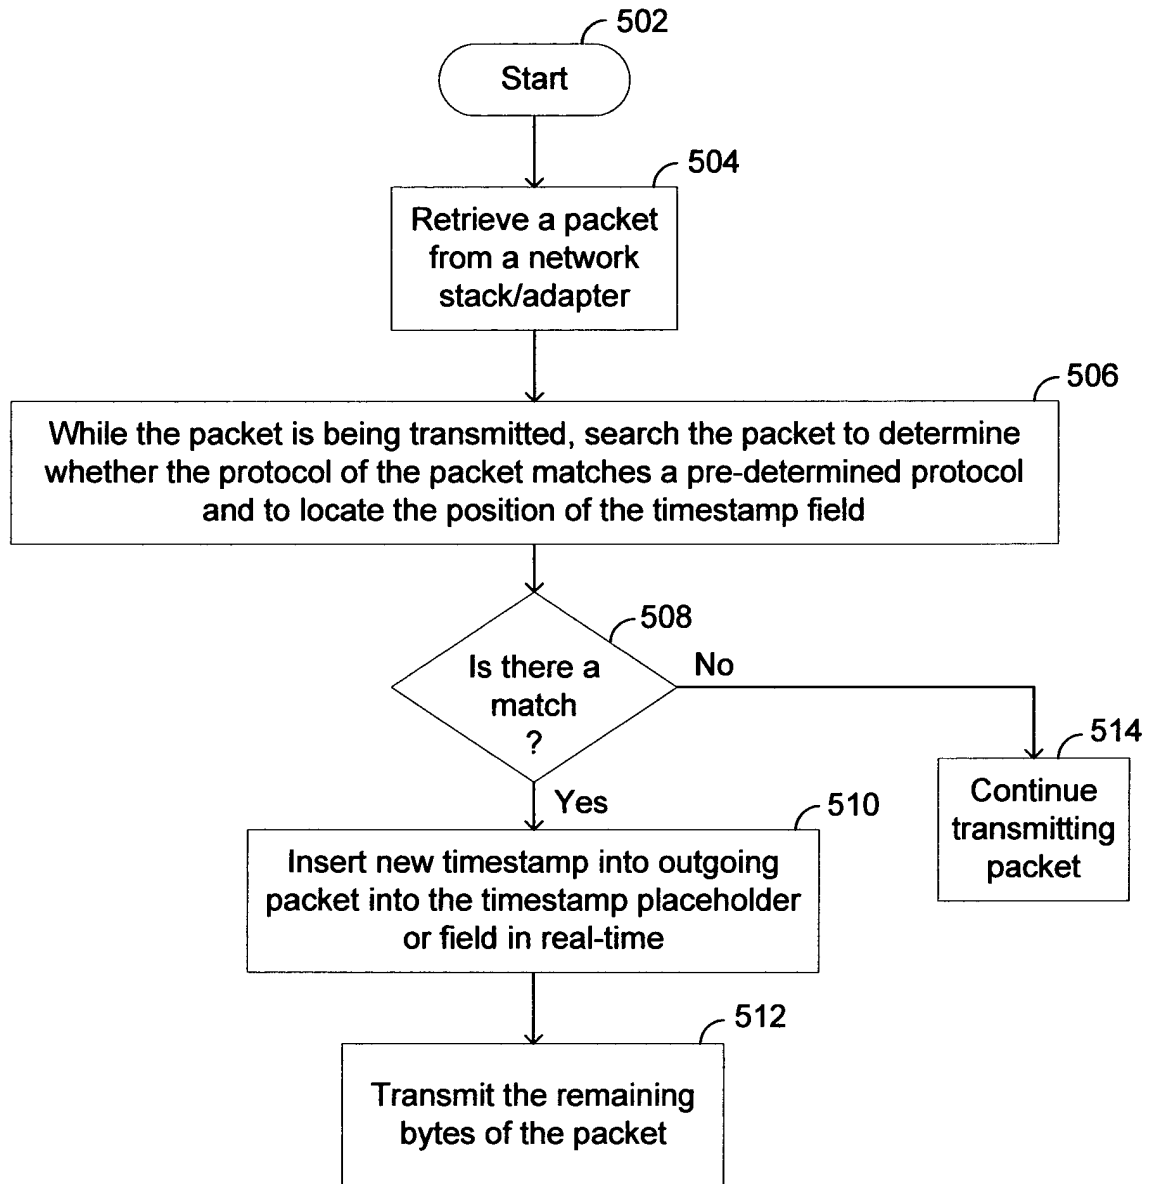 502
Start
504
Retrieve a packet
from a network
stack/adapter
506
While the packet is being transmitted, search the packet to determine
whether the protocol of the packet matches a pre-determined protocol
and to locate the position of the timestamp field
508
Is there a
match
?
No
514
Continue
transmitting
packet
Yes
510
Insert new timestamp into outgoing
packet into the timestamp placeholder
or field in real-time
512
Transmit the remaining
bytes of the packet